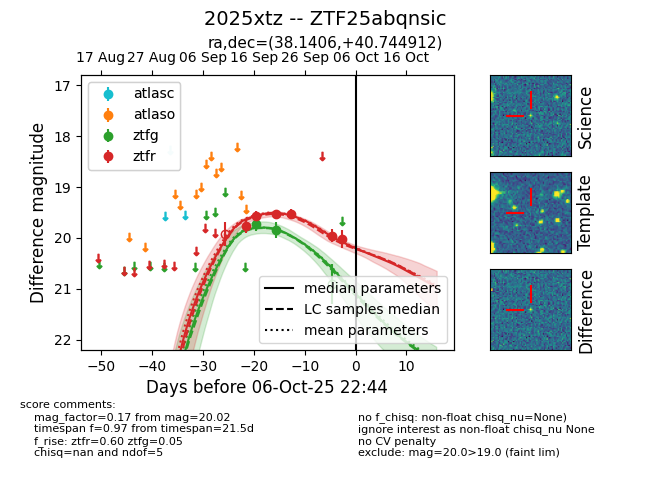 2025xtz -- ZTF25abqnsic
ra,dec=(38.1406,+40.744912)
17 Aug 27 Aug 06 Sep 16 Sep 26 Sep 06 Oct 16 Oct
17
18
19
20
21
22
Difference magnitude
atlasc
atlaso
ztfg
ztfr
median parameters
LC samples median
mean parameters
−50 −40 −30 −20 −10 0 10
Days before 06-Oct-25 22:44
Science
Template
Difference
score comments:
mag_factor=0.17 from mag=20.02
timespan f=0.97 from timespan=21.5d
f_rise: ztfr=0.60 ztfg=0.05
chisq=nan and ndof=5
no f_chisq: non-float chisq_nu=None)
ignore interest as non-float chisq_nu None
no CV penalty
exclude: mag=20.0>19.0 (faint lim)